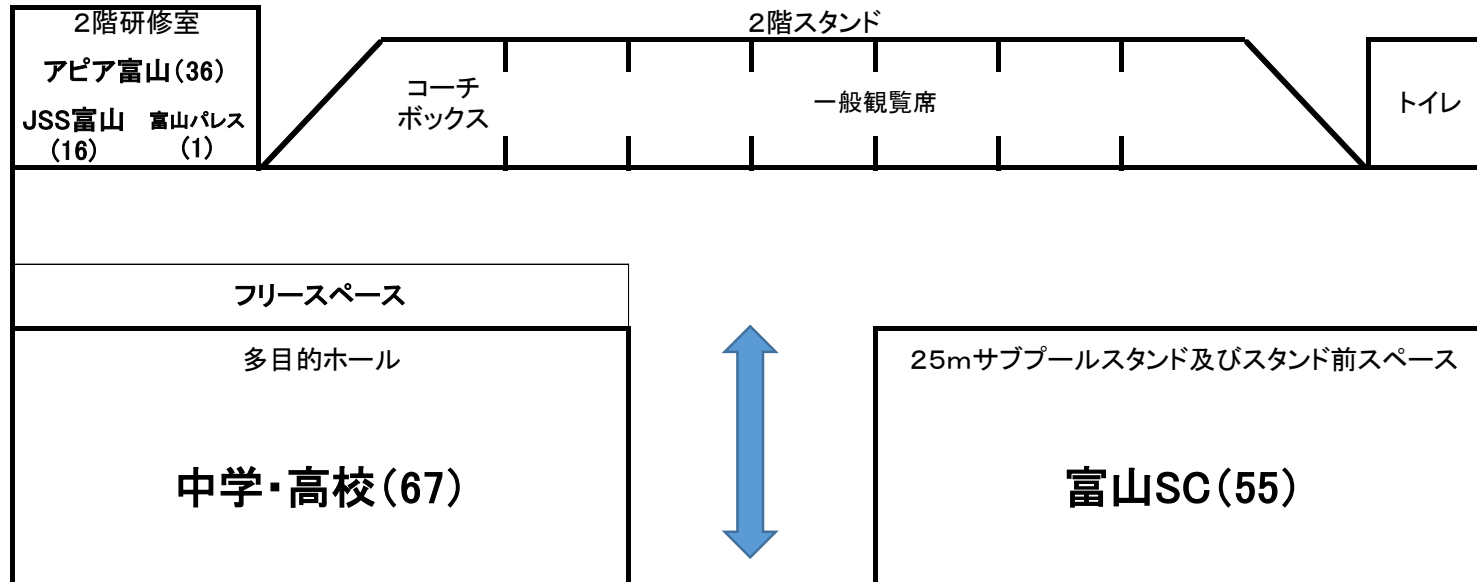 2階研修室
アピア富山(36)
JSS富山
(16)
富山パレス
(1)
2階スタンド
コーチ
ボックス
一般観覧席
トイレ
フリースペース
多目的ホール
中学・高校(67)
25mサブプールスタンド及びスタンド前スペース
富山SC(55)